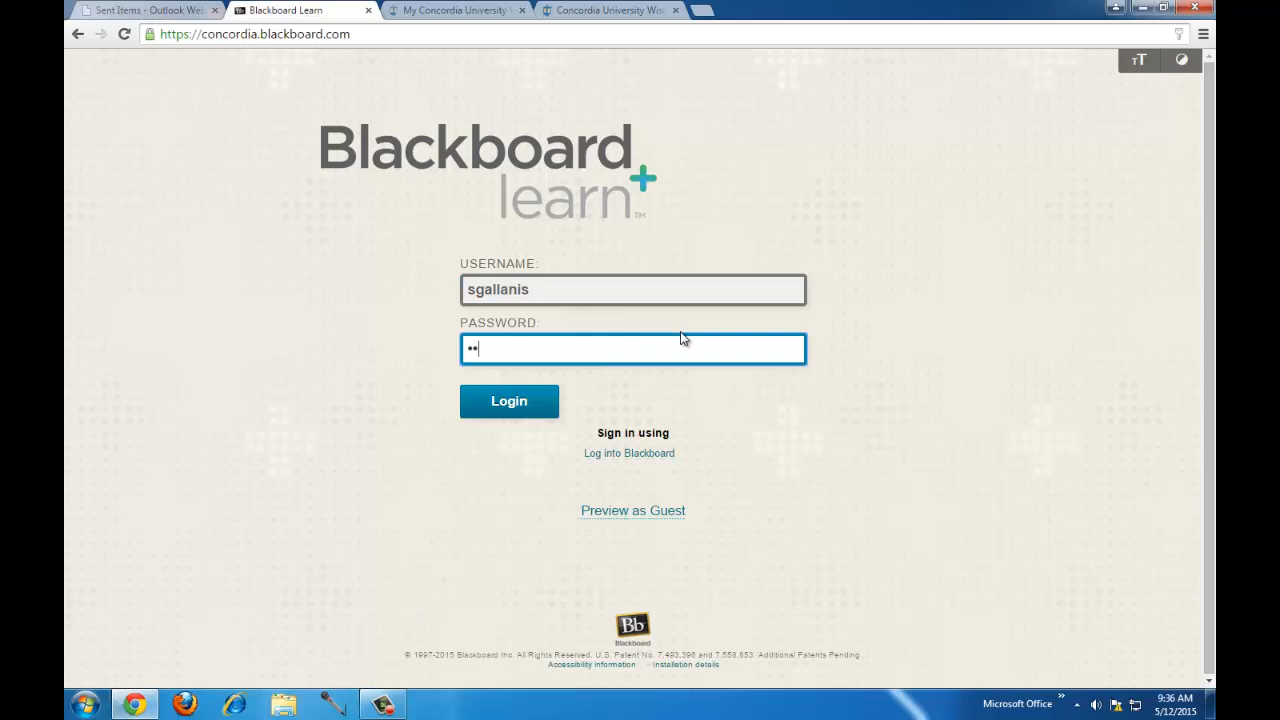 Sent Items - Outlook Web
Blackboard Learn
My Concordia University
Concordia University Wisc
https://concordia.blackboard.com
TT
Blackboard
learn+™
USERNAME:
sgallanis
PASSWORD:
••
Login
Sign in using
Log into Blackboard
Preview as Guest
Bb
Blackboard
© 1997-2015 Blackboard Inc. All Rights Reserved. U.S. Patent No. 7,493,396 and 7,558,853. Additional Patents Pending
Accessibility information - Installation details
Microsoft Office
9:36 AM
5/12/2015